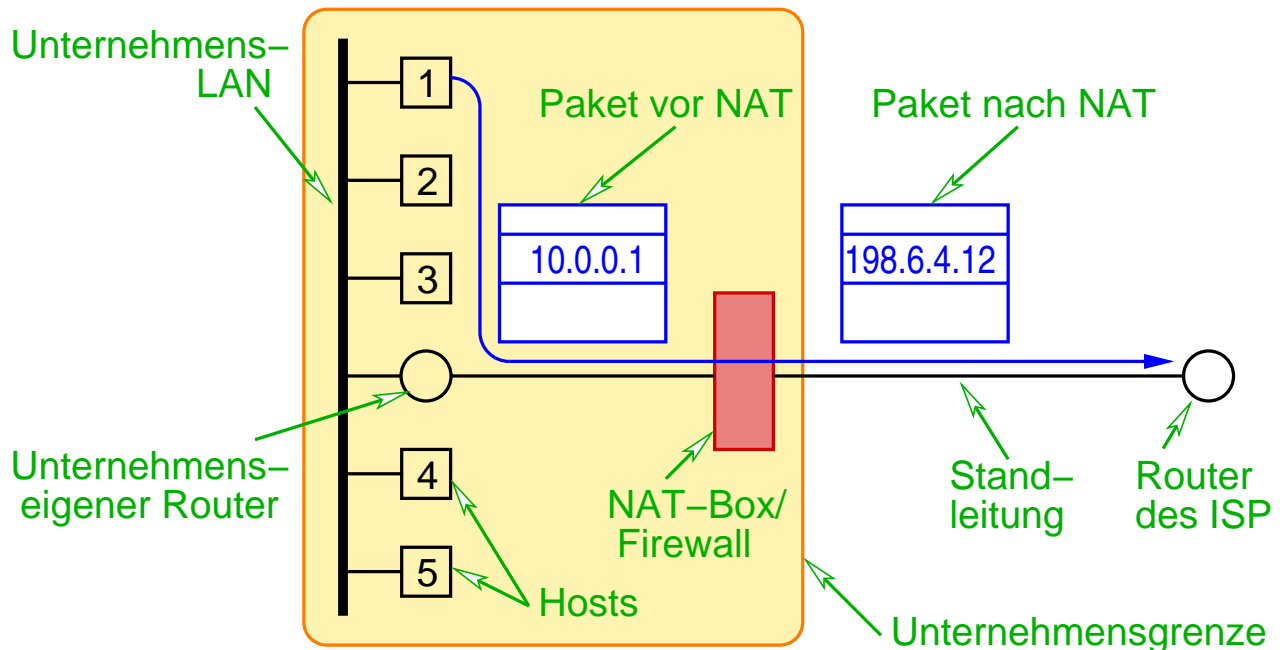 Unternehmens–
LAN
1
Paket vor NAT
Paket nach NAT
2
3
10.0.0.1
198.6.4.12
Unternehmens–
eigener Router
4
5
Hosts
NAT–Box/
Firewall
Stand–
leitung
Router
des ISP
Unternehmensgrenze